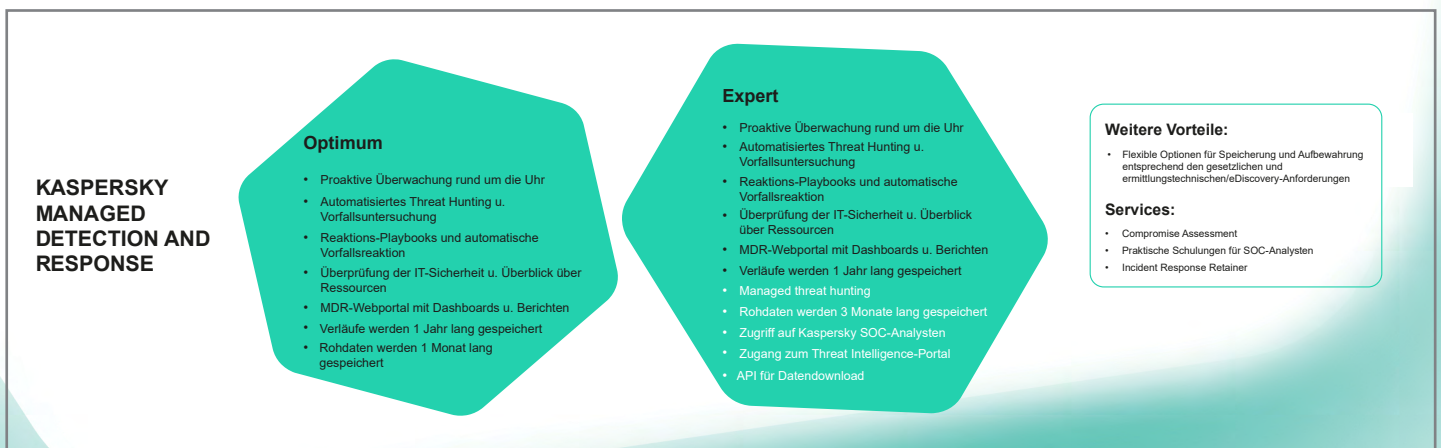 KASPERSKY
MANAGED
DETECTION AND
RESPONSE
Optimum
• Proaktive Überwachung rund um die Uhr
• Automatisiertes Threat Hunting u.
Vorfallsuntersuchung
• Reaktions-Playbooks und automatische
Vorfallsreaktion
• Überprüfung der IT-Sicherheit u. Überblick über
Ressourcen
• MDR-Webportal mit Dashboards u. Berichten
• Verläufe werden 1 Jahr lang gespeichert
• Rohdaten werden 1 Monat lang
gespeichert
Expert
• Proaktive Überwachung rund um die Uhr
• Automatisiertes Threat Hunting u.
Vorfallsuntersuchung
• Reaktions-Playbooks und automatische
Vorfallsreaktion
• Überprüfung der IT-Sicherheit u. Überblick
über Ressourcen
• MDR-Webportal mit Dashboards u. Berichten
• Verläufe werden 1 Jahr lang gespeichert
• Managed threat hunting
• Rohdaten werden 3 Monate lang gespeichert
• Zugriff auf Kaspersky SOC-Analysten
• Zugang zum Threat Intelligence-Portal
• API für Datendownload
Weitere Vorteile:
• Flexible Optionen für Speicherung und Aufbewahrung
entsprechend den gesetzlichen und
ermittlungstechnischen/eDiscovery-Anforderungen
Services:
• Compromise Assessment
• Praktische Schulungen für SOC-Analysten
• Incident Response Retainer